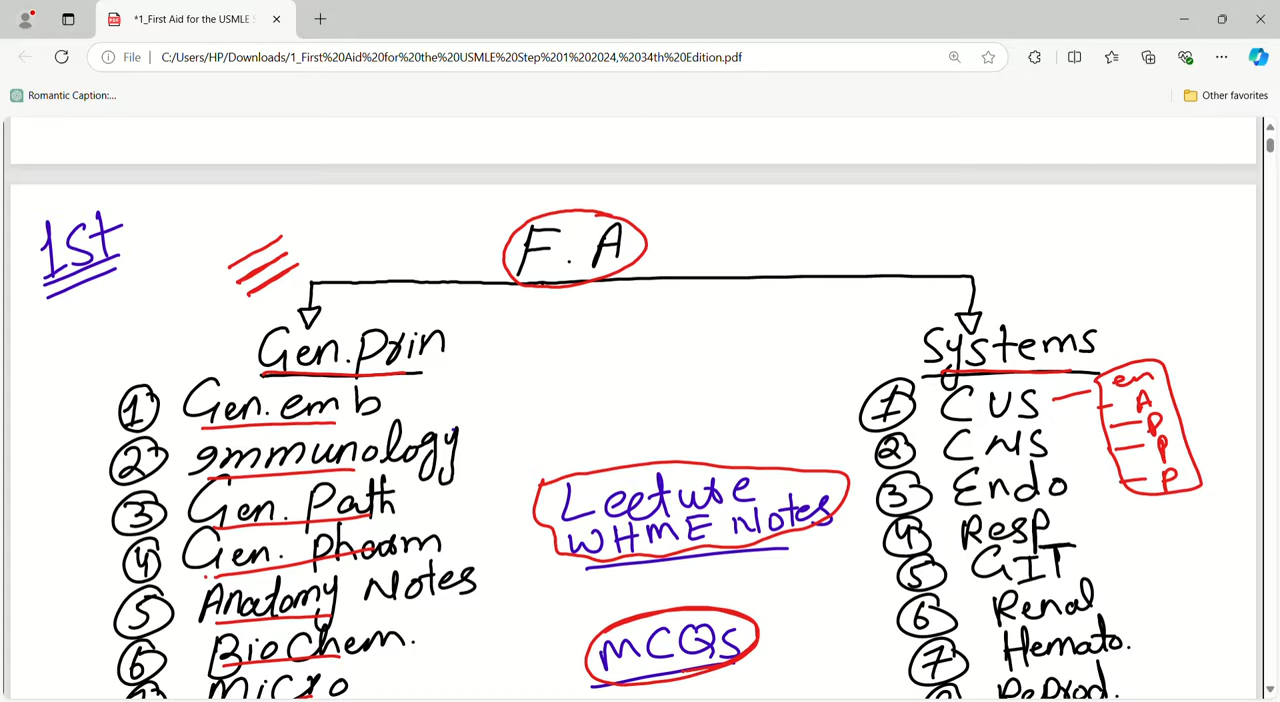 *1_First Aid for the USMLE S
File
C:/Users/HP/Downloads/1_First%20Aid%20for%20the%20USMLE%20Step%201%202024,%2034th%20Edition.pdf
Romantic Caption:...
Other favorites
1st
F.A
Gen.Prin
1 Gen.emb
2 Immunology
3 Gen. Path
4 Gen. Pharm
5 Anatomy Notes
6 BioChem.
Micro
Lecture
WHME Notes
MCQs
Systems
1 CVS
2 CNS
3 Endo
4 Resp
5 GIT
6 Renal
7 Hemato.
Reprod.
em
A
P
P
P